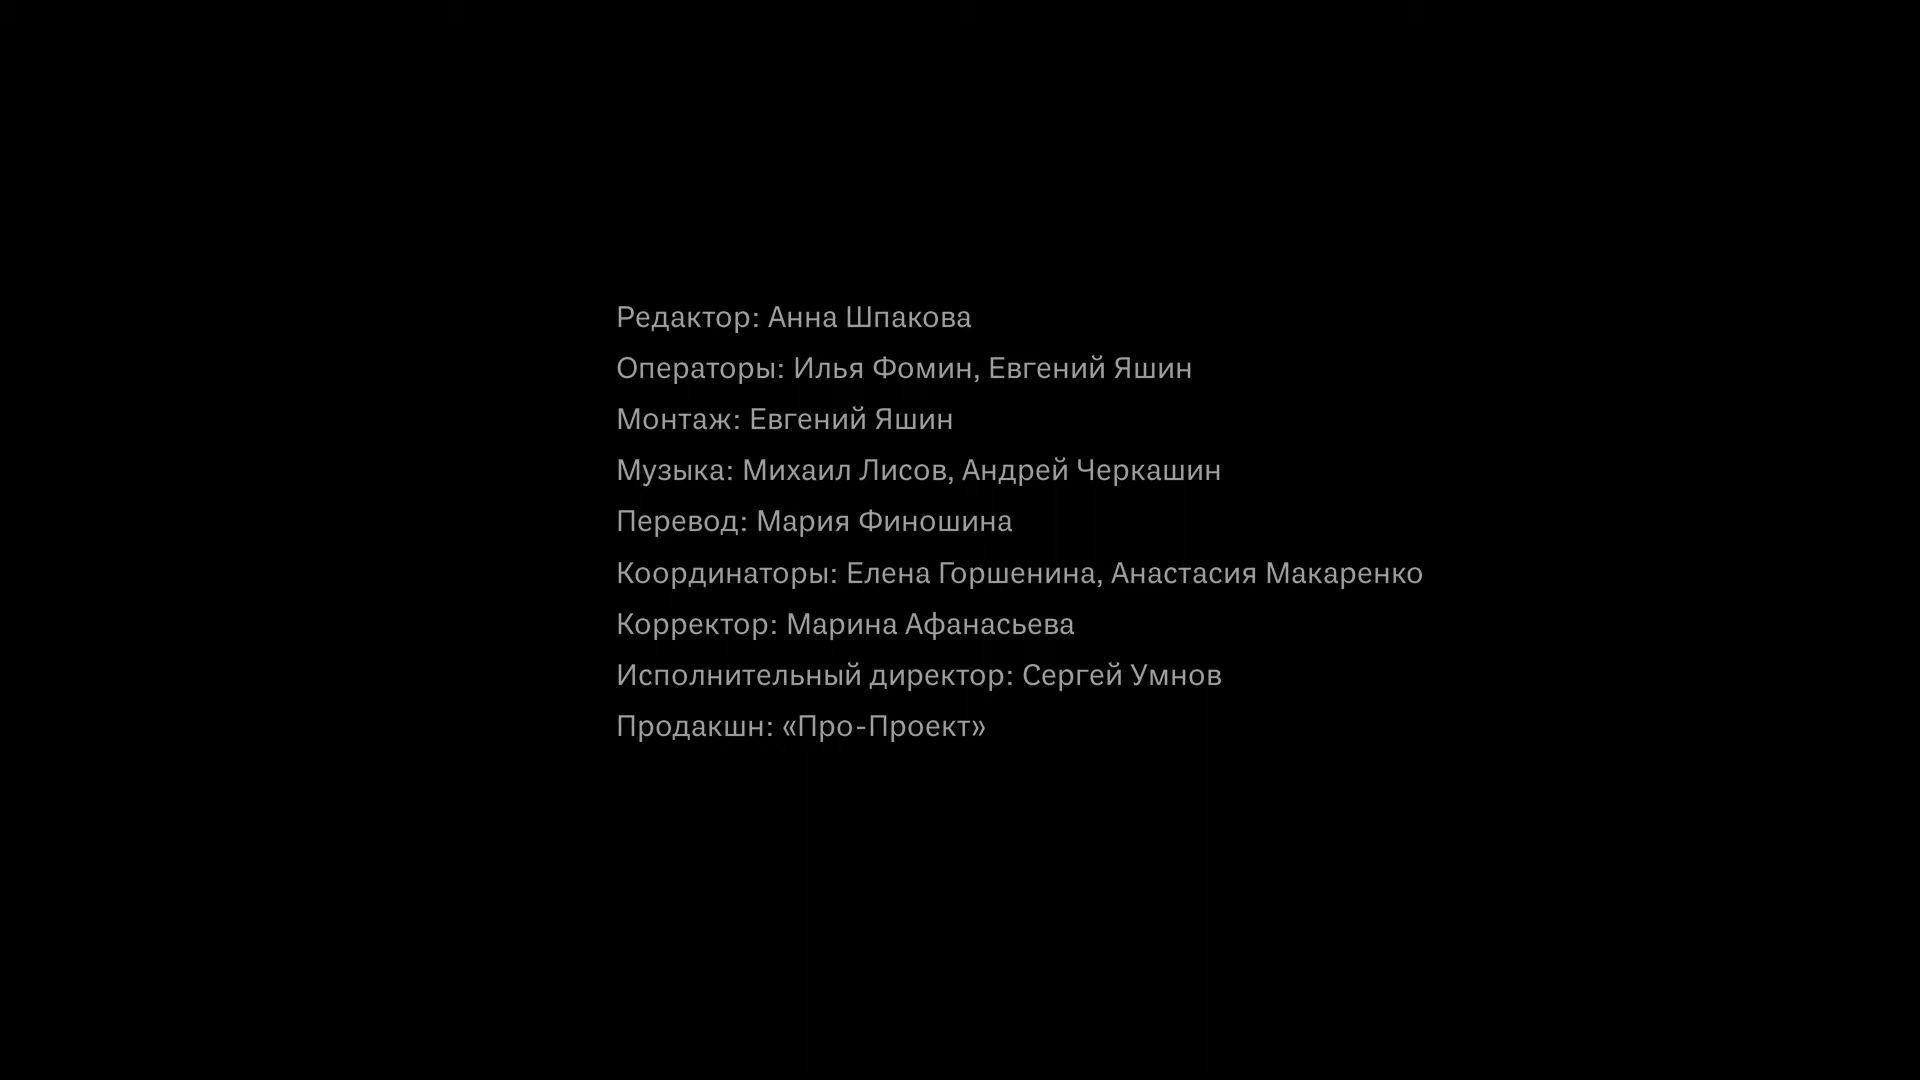 Редактор: Анна Шпакова
Операторы: Илья Фомин, Евгений Яшин
Монтаж: Евгений Яшин
Музыка: Михаил Лисов, Андрей Черкашин
Перевод: Мария Финошина
Координаторы: Елена Горшенина, Анастасия Макаренко
Корректор: Марина Афанасьева
Исполнительный директор: Сергей Умнов
Продакшн: «Про-Проект»